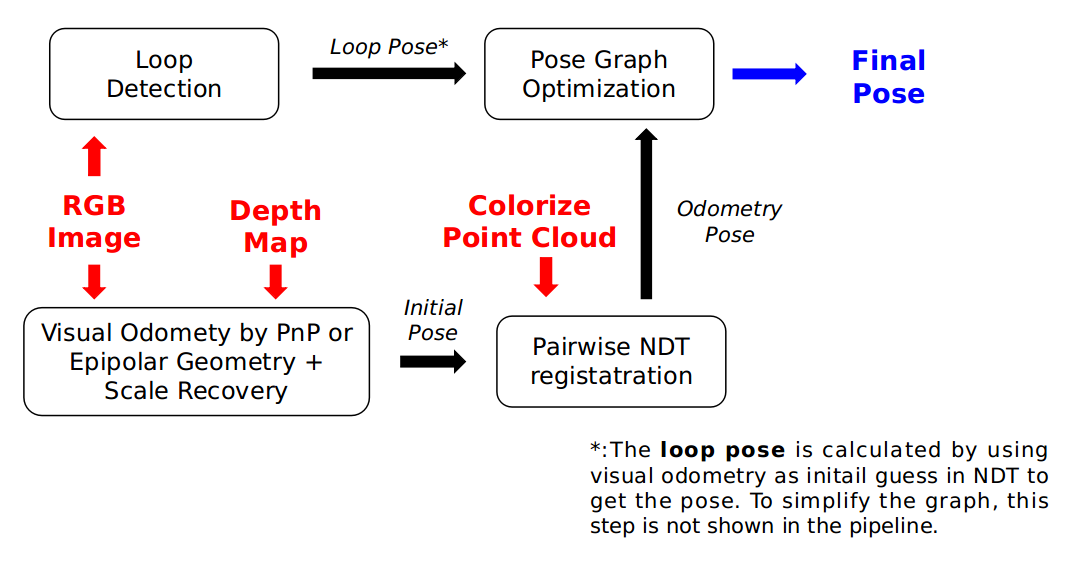 Loop
Detection
Loop Pose*
Pose Graph
Optimization
Final
Pose
RGB
Image
Depth
Map
Colorize
Point Cloud
Odometry
Pose
Visual Odomety by PnP or
Epipolar Geometry +
Scale Recovery
Initial
Pose
Pairwise NDT
registatration
*:The loop pose is calculated by using
visual odometry as initail guess in NDT to
get the pose. To simplify the graph, this
step is not shown in the pipeline.